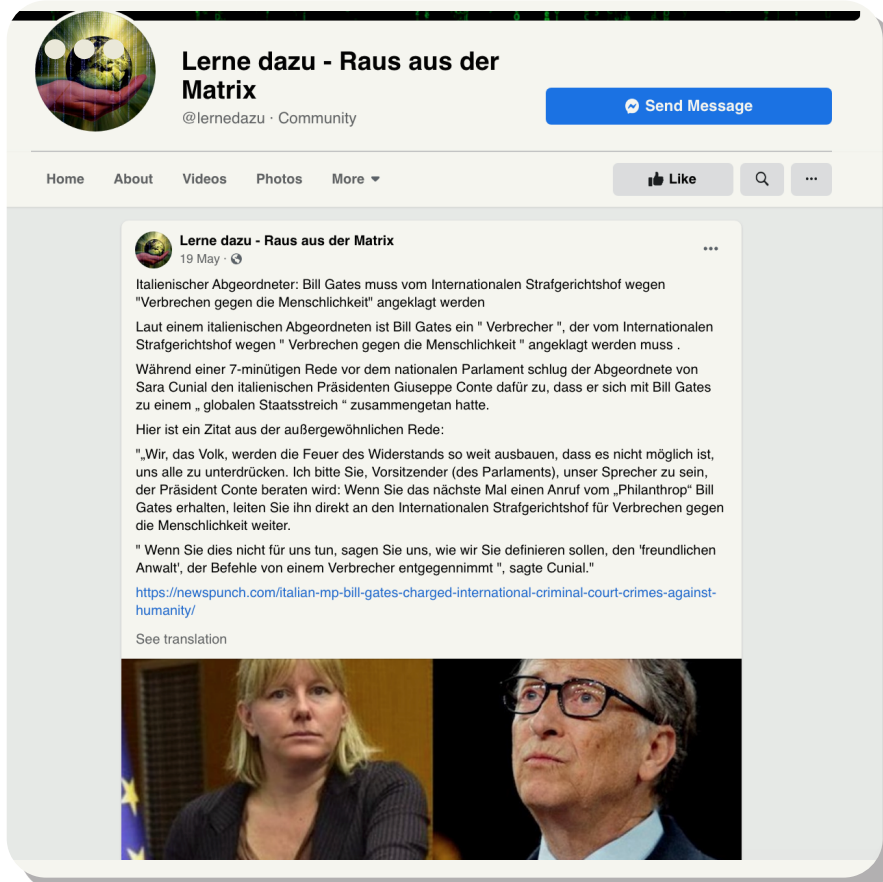 Lerne dazu - Raus aus der
Matrix
@lernedazu · Community
Send Message
Home About Videos Photos More
Like
Lerne dazu - Raus aus der Matrix
19 May ·
Italienischer Abgeordneter: Bill Gates muss vom Internationalen Strafgerichtshof wegen
"Verbrechen gegen die Menschlichkeit" angeklagt werden
Laut einem italienischen Abgeordneten ist Bill Gates ein " Verbrecher ", der vom Internationalen
Strafgerichtshof wegen " Verbrechen gegen die Menschlichkeit " angeklagt werden muss .
Während einer 7-minütigen Rede vor dem nationalen Parlament schlug der Abgeordnete von
Sara Cunial den italienischen Präsidenten Giuseppe Conte dafür zu, dass er sich mit Bill Gates
zu einem „ globalen Staatsstreich “ zusammengetan hatte.
Hier ist ein Zitat aus der außergewöhnlichen Rede:
"„Wir, das Volk, werden die Feuer des Widerstands so weit ausbauen, dass es nicht möglich ist,
uns alle zu unterdrücken. Ich bitte Sie, Vorsitzender (des Parlaments), unser Sprecher zu sein,
der Präsident Conte beraten wird: Wenn Sie das nächste Mal einen Anruf vom „Philanthrop“ Bill
Gates erhalten, leiten Sie ihn direkt an den Internationalen Strafgerichtshof für Verbrechen gegen
die Menschlichkeit weiter.
" Wenn Sie dies nicht für uns tun, sagen Sie uns, wie wir Sie definieren sollen, den 'freundlichen
Anwalt', der Befehle von einem Verbrecher entgegennimmt ", sagte Cunial."
https://newspunch.com/italian-mp-bill-gates-charged-international-criminal-court-crimes-against-
humanity/
See translation